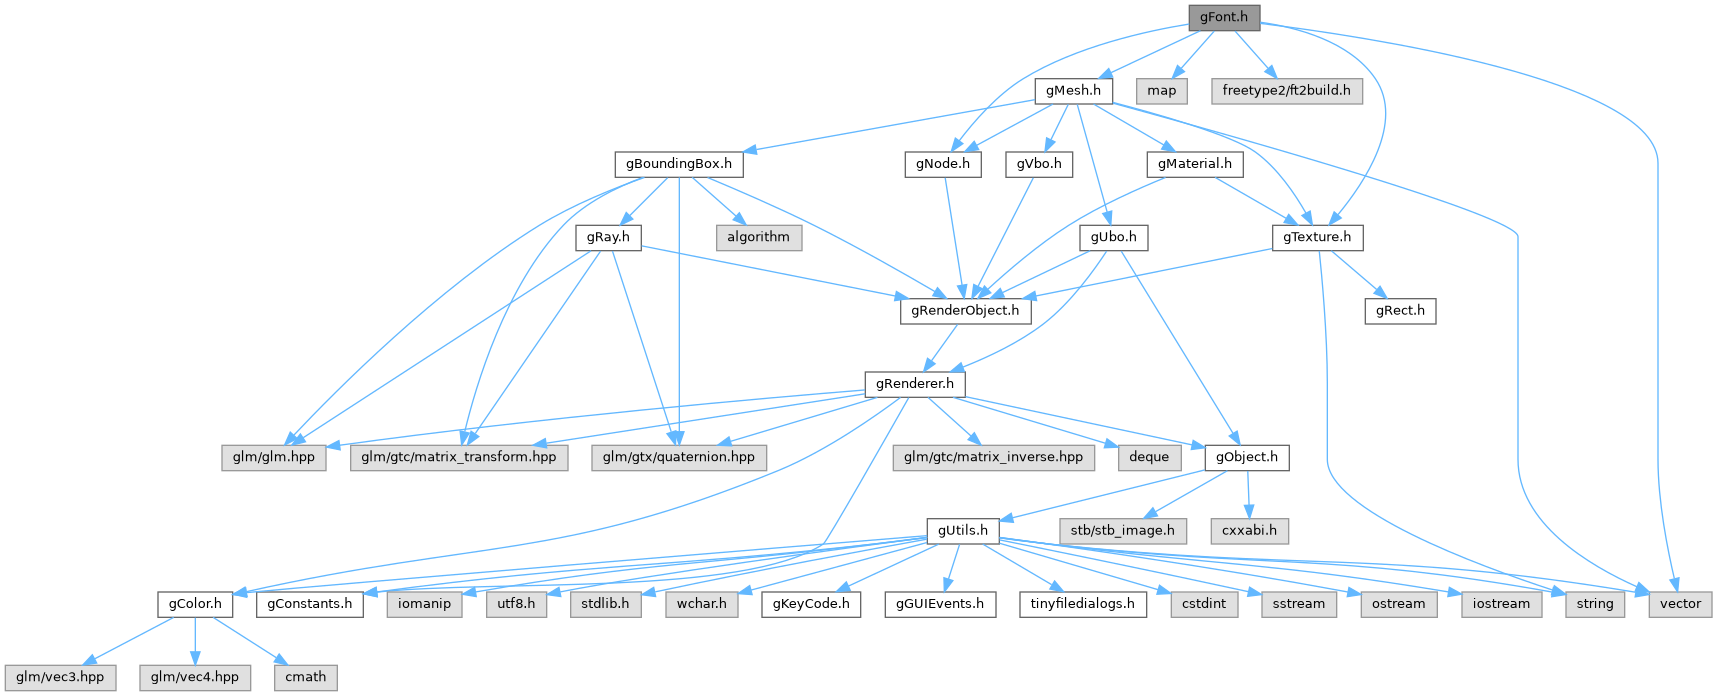 gFont.h
gMesh.h
map
freetype2/ft2build.h
gBoundingBox.h
gNode.h
gVbo.h
gMaterial.h
gRay.h
algorithm
gUbo.h
gTexture.h
gRenderObject.h
gRect.h
gRenderer.h
glm/glm.hpp
glm/gtc/matrix_transform.hpp
glm/gtx/quaternion.hpp
glm/gtc/matrix_inverse.hpp
deque
gObject.h
gUtils.h
stb/stb_image.h
cxxabi.h
gColor.h
gConstants.h
iomanip
utf8.h
stdlib.h
wchar.h
gKeyCode.h
gGUIEvents.h
tinyfiledialogs.h
cstdint
sstream
ostream
iostream
string
vector
glm/vec3.hpp
glm/vec4.hpp
cmath